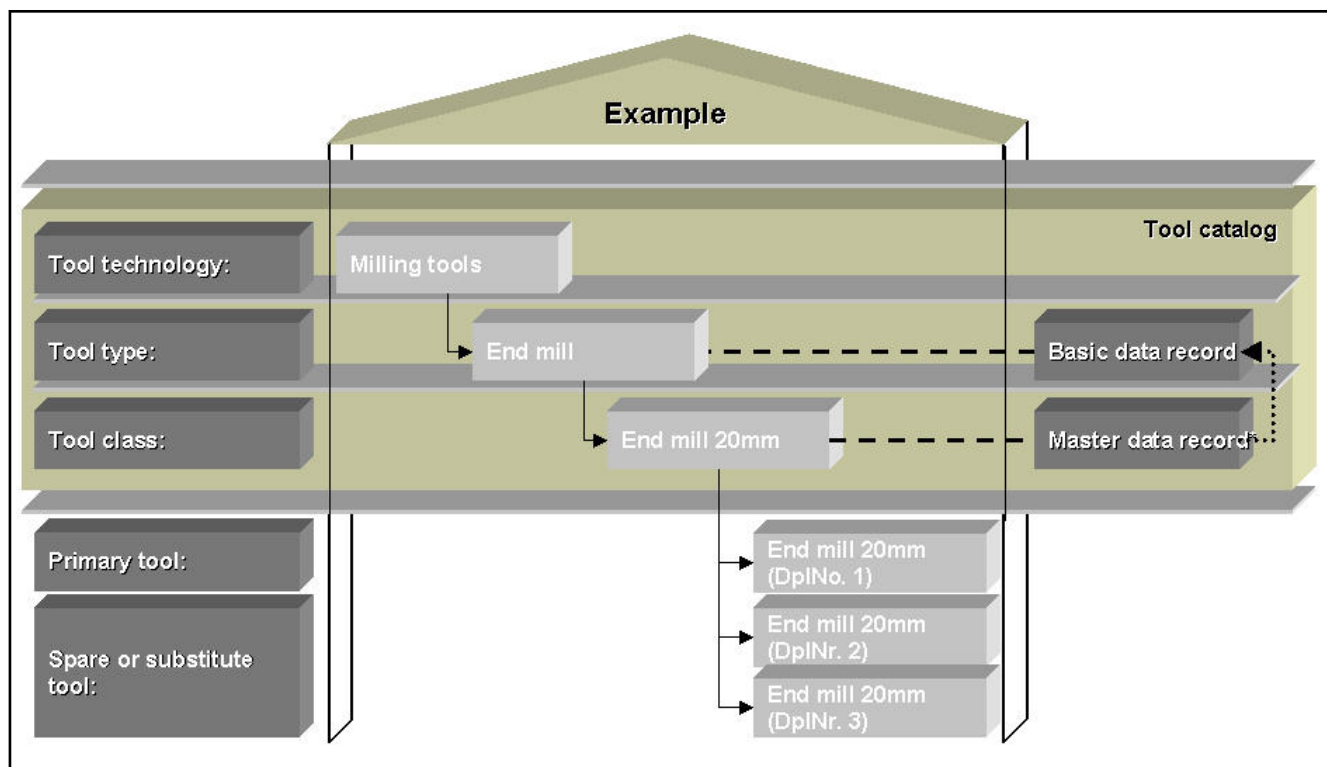 Example
Tool catalog
Tool technology:
Milling tools
Tool type:
End mill
Basic data record
Tool class:
End mill 20mm
Master data record
Primary tool:
End mill 20mm
(DplNo. 1)
Spare or substitute
tool:
End mill 20mm
(DplNr. 2)
End mill 20mm
(DplNr. 3)